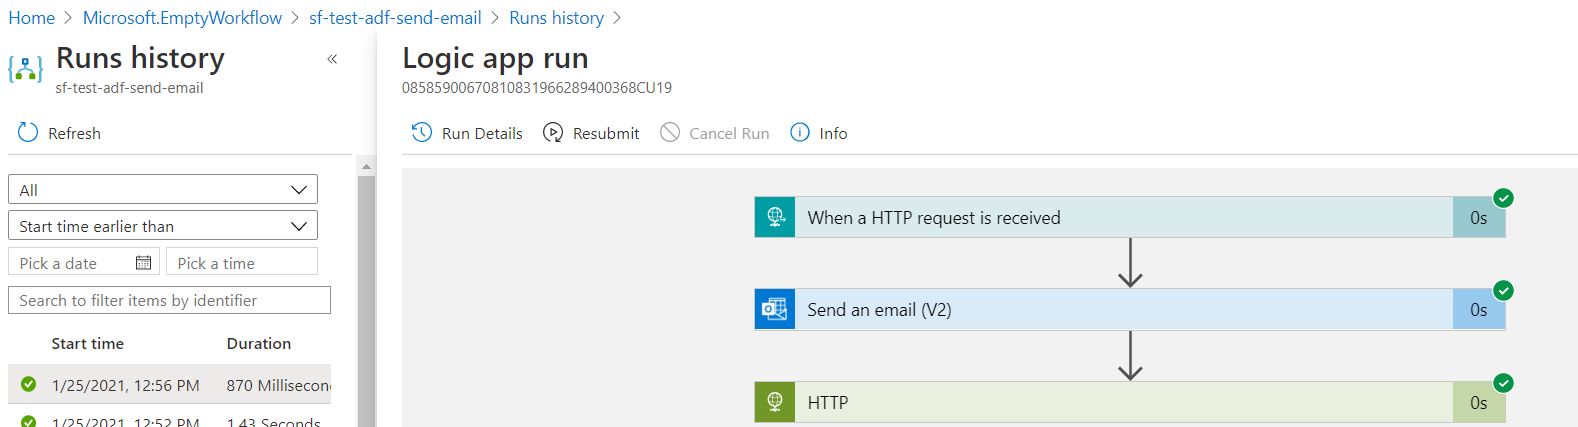 Home > Microsoft.EmptyWorkflow > sf-test-adf-send-email > Runs history >
Runs history
sf-test-adf-send-email
Refresh
All
Start time earlier than
Pick a date
Pick a time
Search to filter items by identifier
Start time Duration
1/25/2021, 12:56 PM 870 Millisecon
1/25/2021, 12:52 PM 1.43 Seconds
Logic app run
08585900670810831966289400368CU19
Run Details Resubmit Cancel Run Info
When a HTTP request is received 0s
Send an email (V2) 0s
HTTP 0s